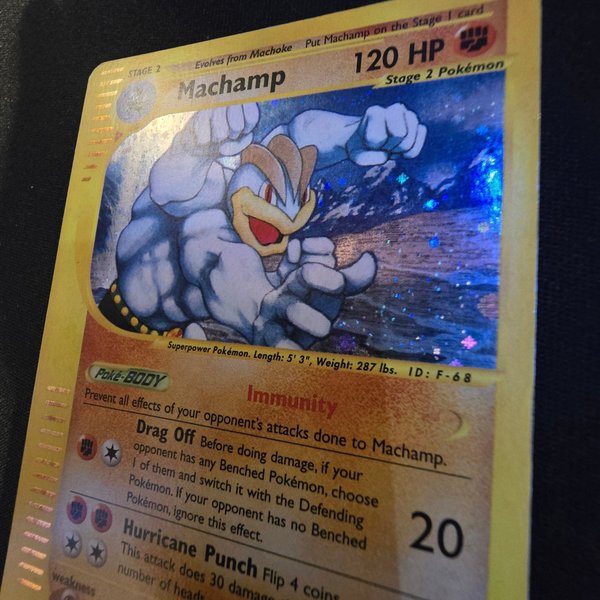 STAGE 2 Evolves from Machoke Put Machamp on the Stage 1 card
Machamp 120 HP
Stage 2 Pokémon
Superpower Pokémon. Length: 5' 3", Weight: 287 lbs. ID: F-68
Poké-BODY
Immunity
Prevent all effects of your opponent's attacks done to Machamp.
Drag Off Before doing damage, if your
opponent has any Benched Pokémon, choose
1 of them and switch it with the Defending
Pokémon. If your opponent has no Benched
Pokémon, ignore this effect.
20
Hurricane Punch Flip 4 coins.
This attack does 30 damage
number of heads
weakness